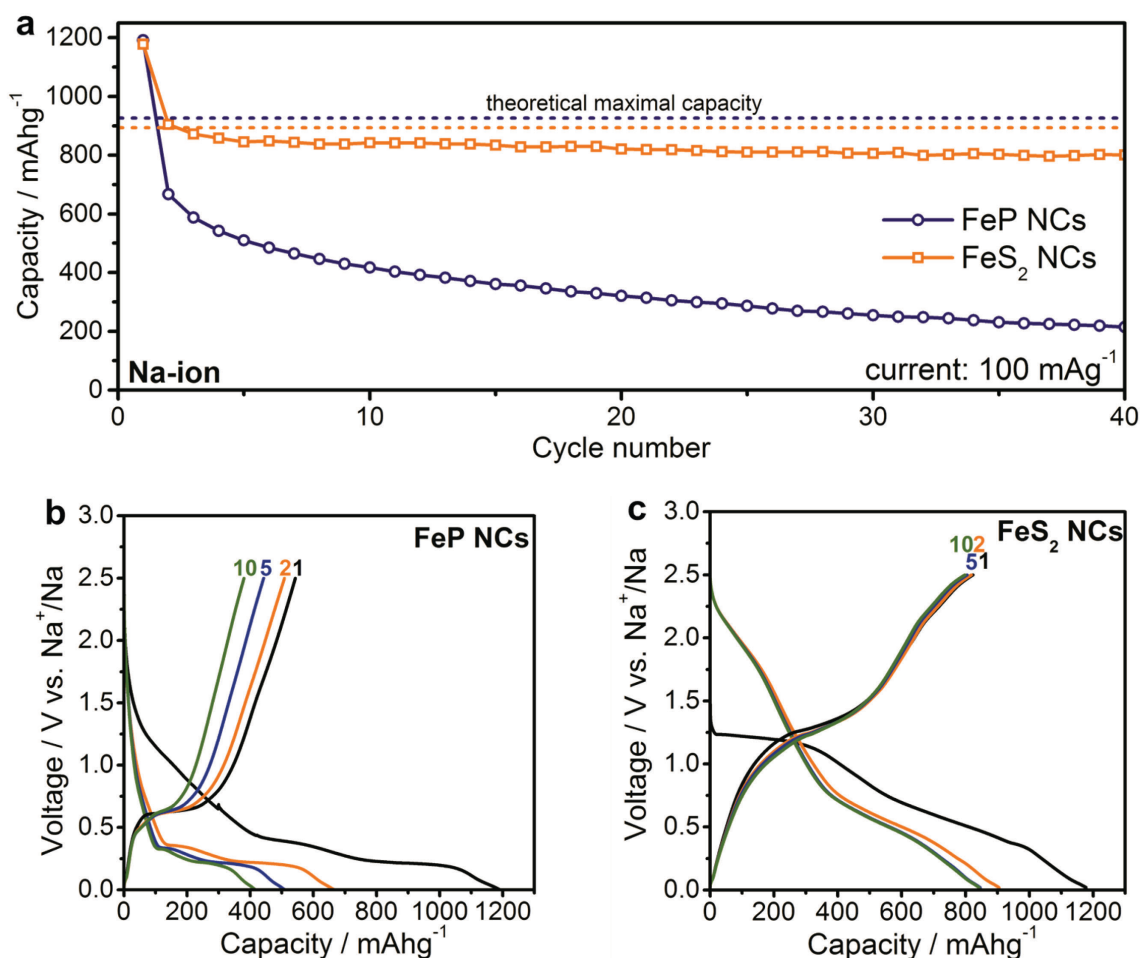 a
1200
1000
800
600
400
200
0
Capacity / mAhg⁻¹
theoretical maximal capacity
FeP NCs
FeS₂ NCs
Na-ion
current: 100 mAg⁻¹
0 10 20 30 40
Cycle number
b
3.0
2.5
2.0
1.5
1.0
0.5
0.0
Voltage / V vs. Na⁺/Na
FeP NCs
10 5 2 1
0 200 400 600 800 1000 1200
Capacity / mAhg⁻¹
c
3.0
2.5
2.0
1.5
1.0
0.5
0.0
Voltage / V vs. Na⁺/Na
FeS₂ NCs
10 2
5 1
0 200 400 600 800 1000 1200
Capacity / mAhg⁻¹